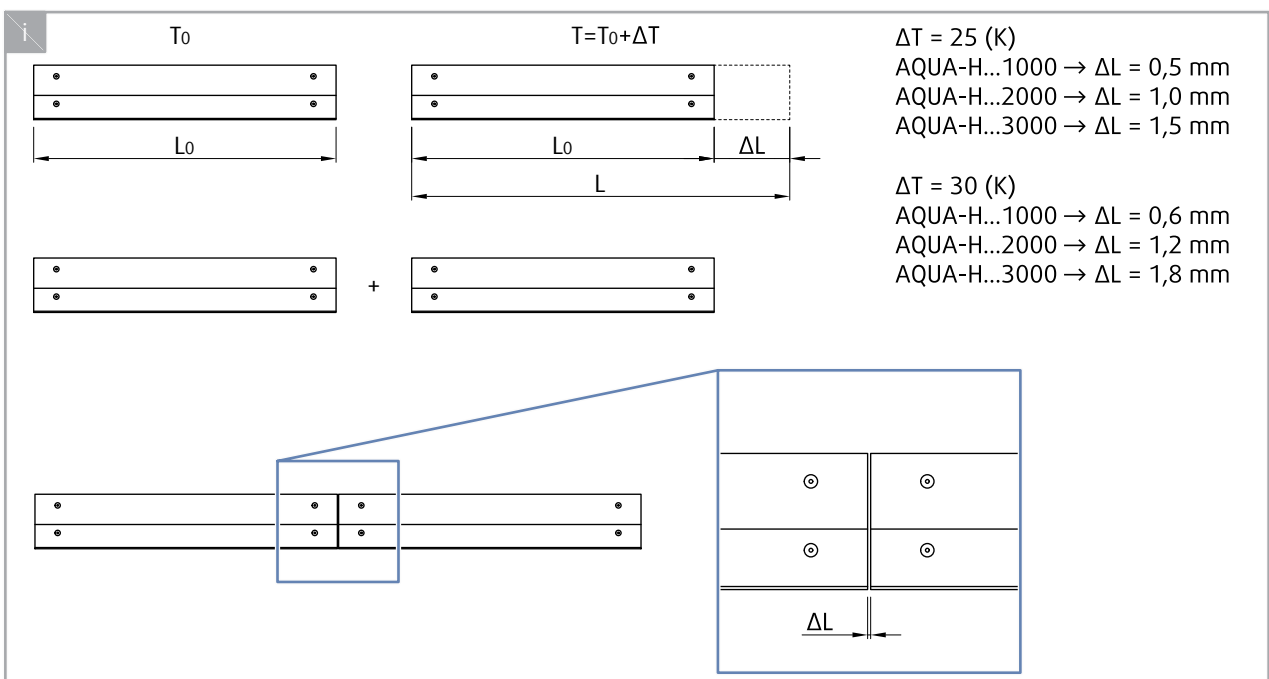 i
T0
T=T0+ΔT
L0
L0
ΔL
L
+
ΔT = 25 (K)
AQUA-H...1000 → ΔL = 0,5 mm
AQUA-H...2000 → ΔL = 1,0 mm
AQUA-H...3000 → ΔL = 1,5 mm
ΔT = 30 (K)
AQUA-H...1000 → ΔL = 0,6 mm
AQUA-H...2000 → ΔL = 1,2 mm
AQUA-H...3000 → ΔL = 1,8 mm
ΔL